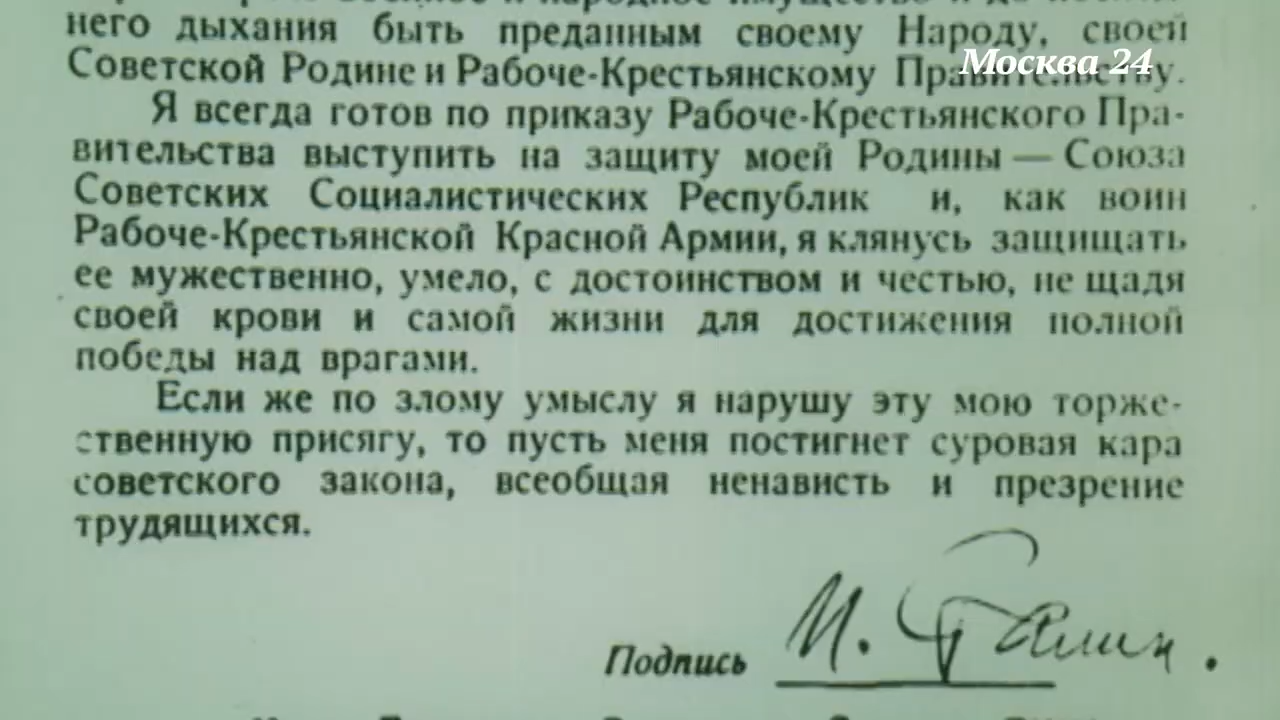 него дыхания быть преданным своему Народу, своей
Советской Родине и Рабоче-Крестьянскому Правительству.
Москва 24
Я всегда готов по приказу Рабоче-Крестьянского Пра-
вительства выступить на защиту моей Родины — Союза
Советских Социалистических Республик и, как воин
Рабоче-Крестьянской Красной Армии, я клянусь защищать
ее мужественно, умело, с достоинством и честью, не щадя
своей крови и самой жизни для достижения полной
победы над врагами.
Если же по злому умыслу я нарушу эту мою торже-
ственную присягу, то пусть меня постигнет суровая кара
советского закона, всеобщая ненависть и презрение
трудящихся.
Подпись И. Сталин.